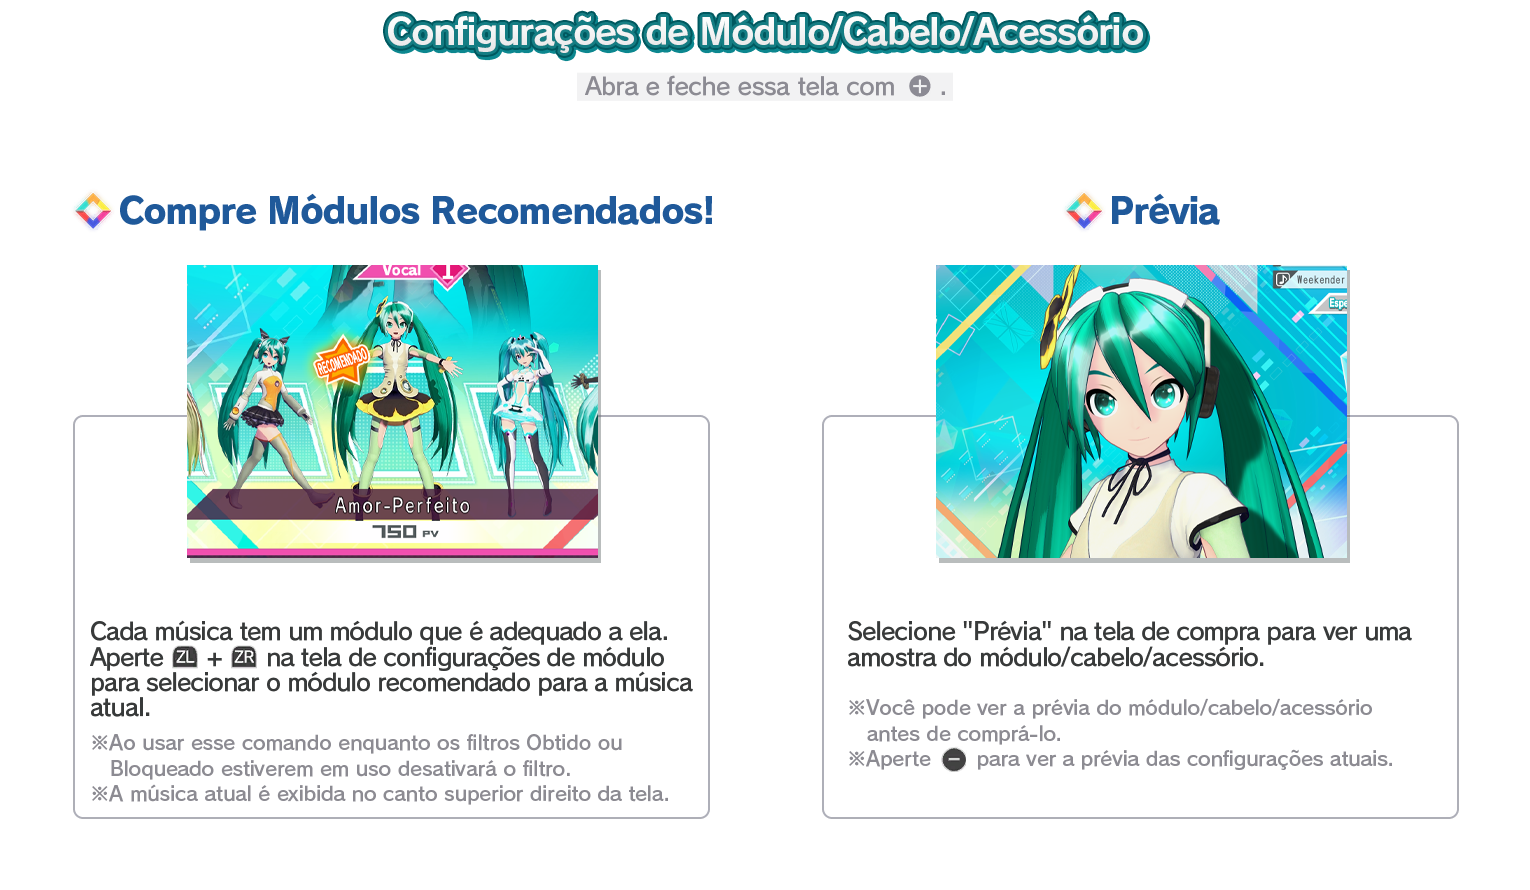 Configurações de Módulo/Cabelo/Acessório
Abra e feche essa tela com + .
Compre Módulos Recomendados!
Vocal 1
RECOMENDADO
Amor-Perfeito
750 PV
Cada música tem um módulo que é adequado a ela.
Aperte ZL + ZR na tela de configurações de módulo
para selecionar o módulo recomendado para a música
atual.
※Ao usar esse comando enquanto os filtros Obtido ou
Bloqueado estiverem em uso desativará o filtro.
※A música atual é exibida no canto superior direito da tela.
Prévia
Weekender
Espe
Selecione "Prévia" na tela de compra para ver uma
amostra do módulo/cabelo/acessório.
※Você pode ver a prévia do módulo/cabelo/acessório
antes de comprá-lo.
※Aperte − para ver a prévia das configurações atuais.